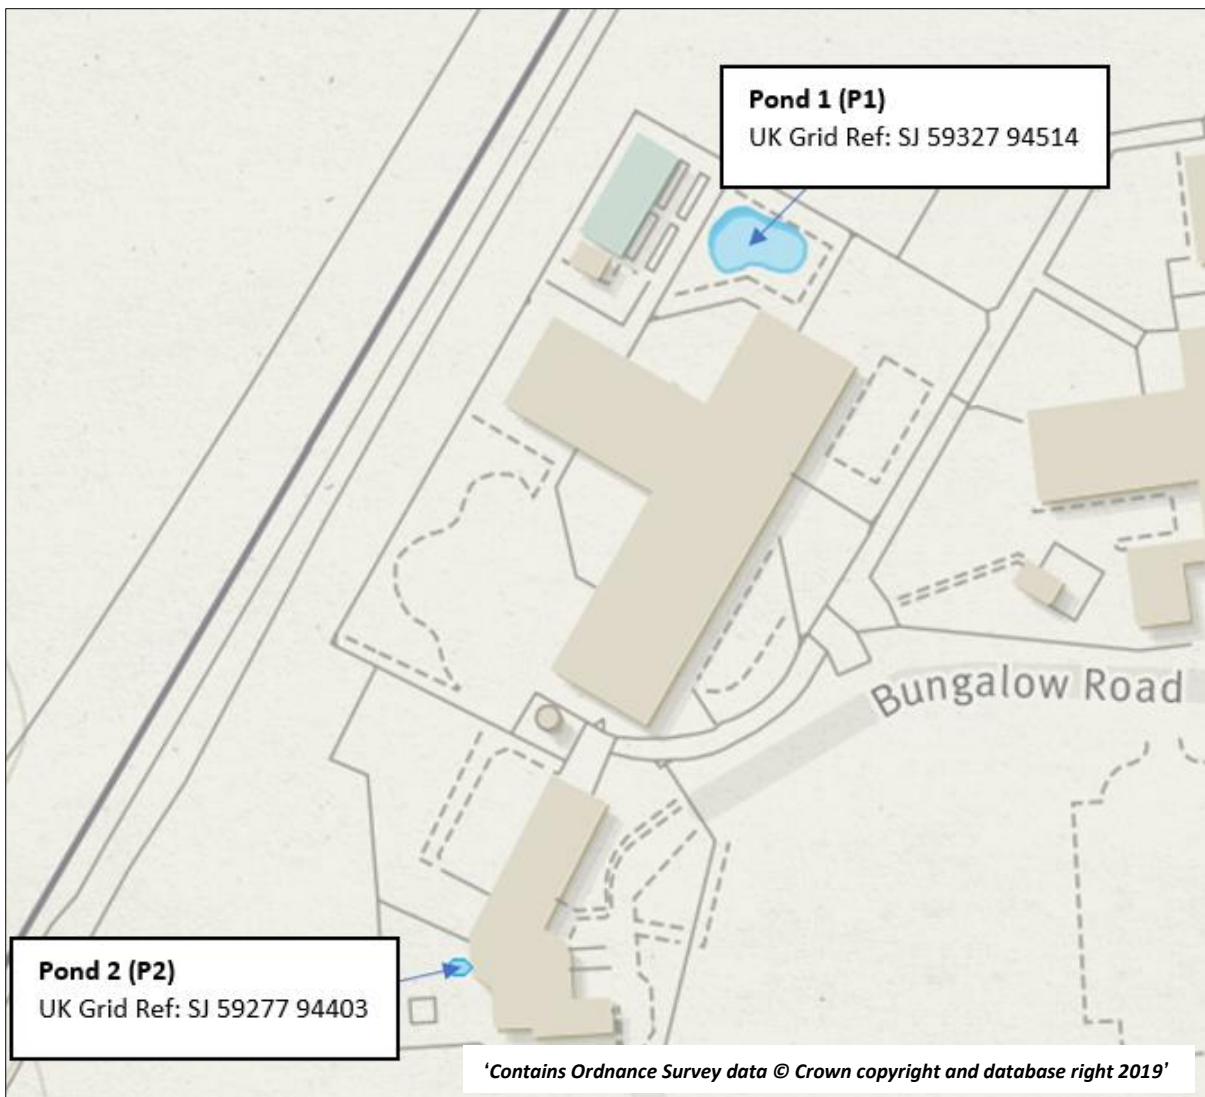 Pond 1 (P1)
UK Grid Ref: SJ 59327 94514
Bungalow Road
Pond 2 (P2)
UK Grid Ref: SJ 59277 94403
‘Contains Ordnance Survey data © Crown copyright and database right 2019’